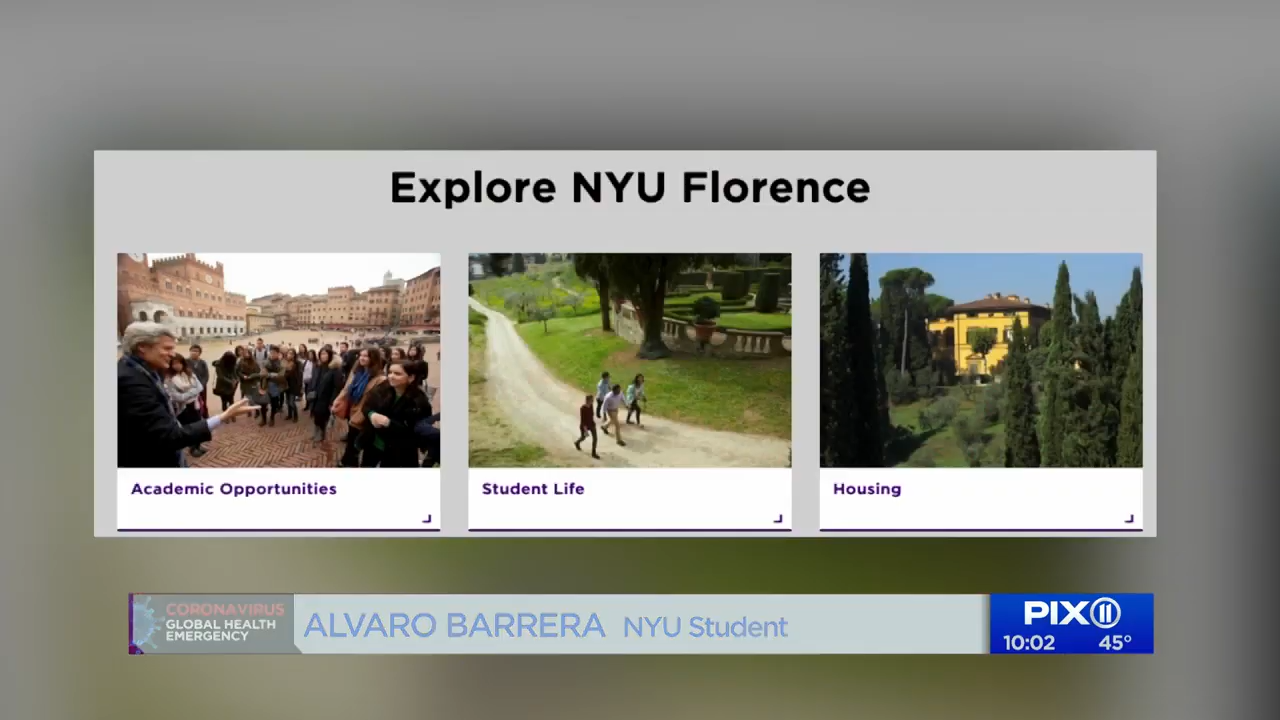 Explore NYU Florence
Academic Opportunities
Student Life
Housing
CORONAVIRUS
GLOBAL HEALTH
EMERGENCY
ALVARO BARRERA NYU Student
PIX11
10:02 45°